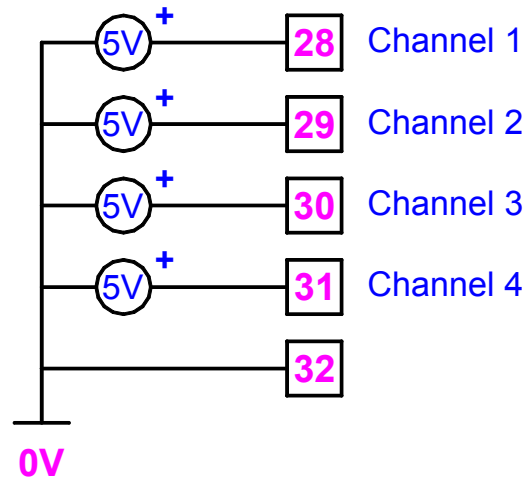 +
5V 28 Channel 1
+
5V 29 Channel 2
+
5V 30 Channel 3
+
5V 31 Channel 4
32
0V